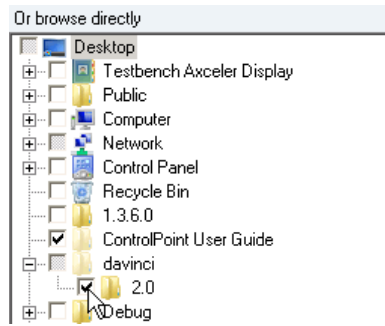 Or browse directly
Desktop
Testbench Axceler Display
Public
Computer
Network
Control Panel
Recycle Bin
1.3.6.0
ControlPoint User Guide
davinci
2.0
Debug